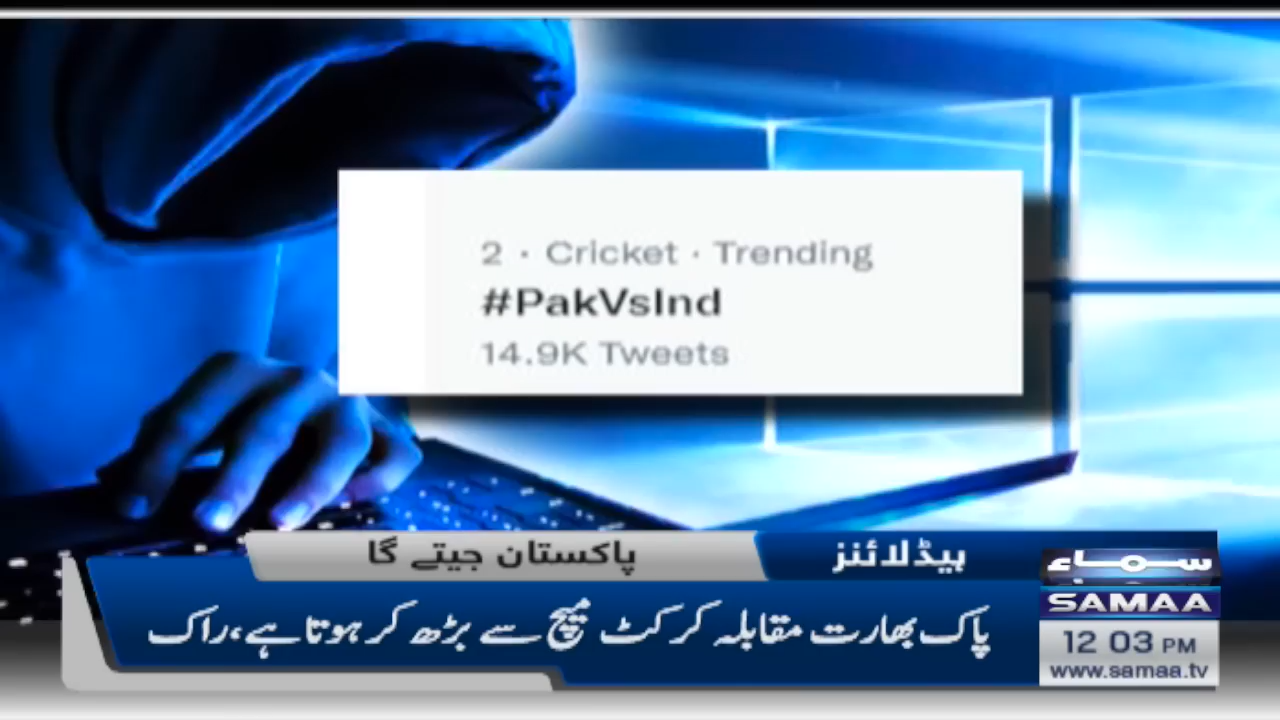 2 · Cricket · Trending
#PakVsInd
14.9K Tweets
ہیڈلائنز
پاکستان جیتے گا
پاک بھارت مقابلہ کرکٹ میچ سے بڑھ کر ہوتا ہے،راک
سماء
SAMAA
12 03 PM
www.samaa.tv